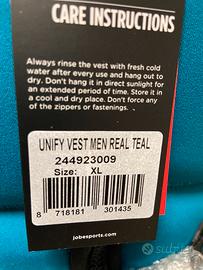 CARE INSTRUCTIONS
Always rinse the vest with fresh cold
water after every use and hang out to
dry. Don't hang it in direct sunlight for
an extended period of time. Store it in
a cool and dry place. Don't force any
of the zippers or fastenings.
UNIFY VEST MEN REAL TEAL
244923009
Size: XL
8 718181 301435
jobesports.com
subito